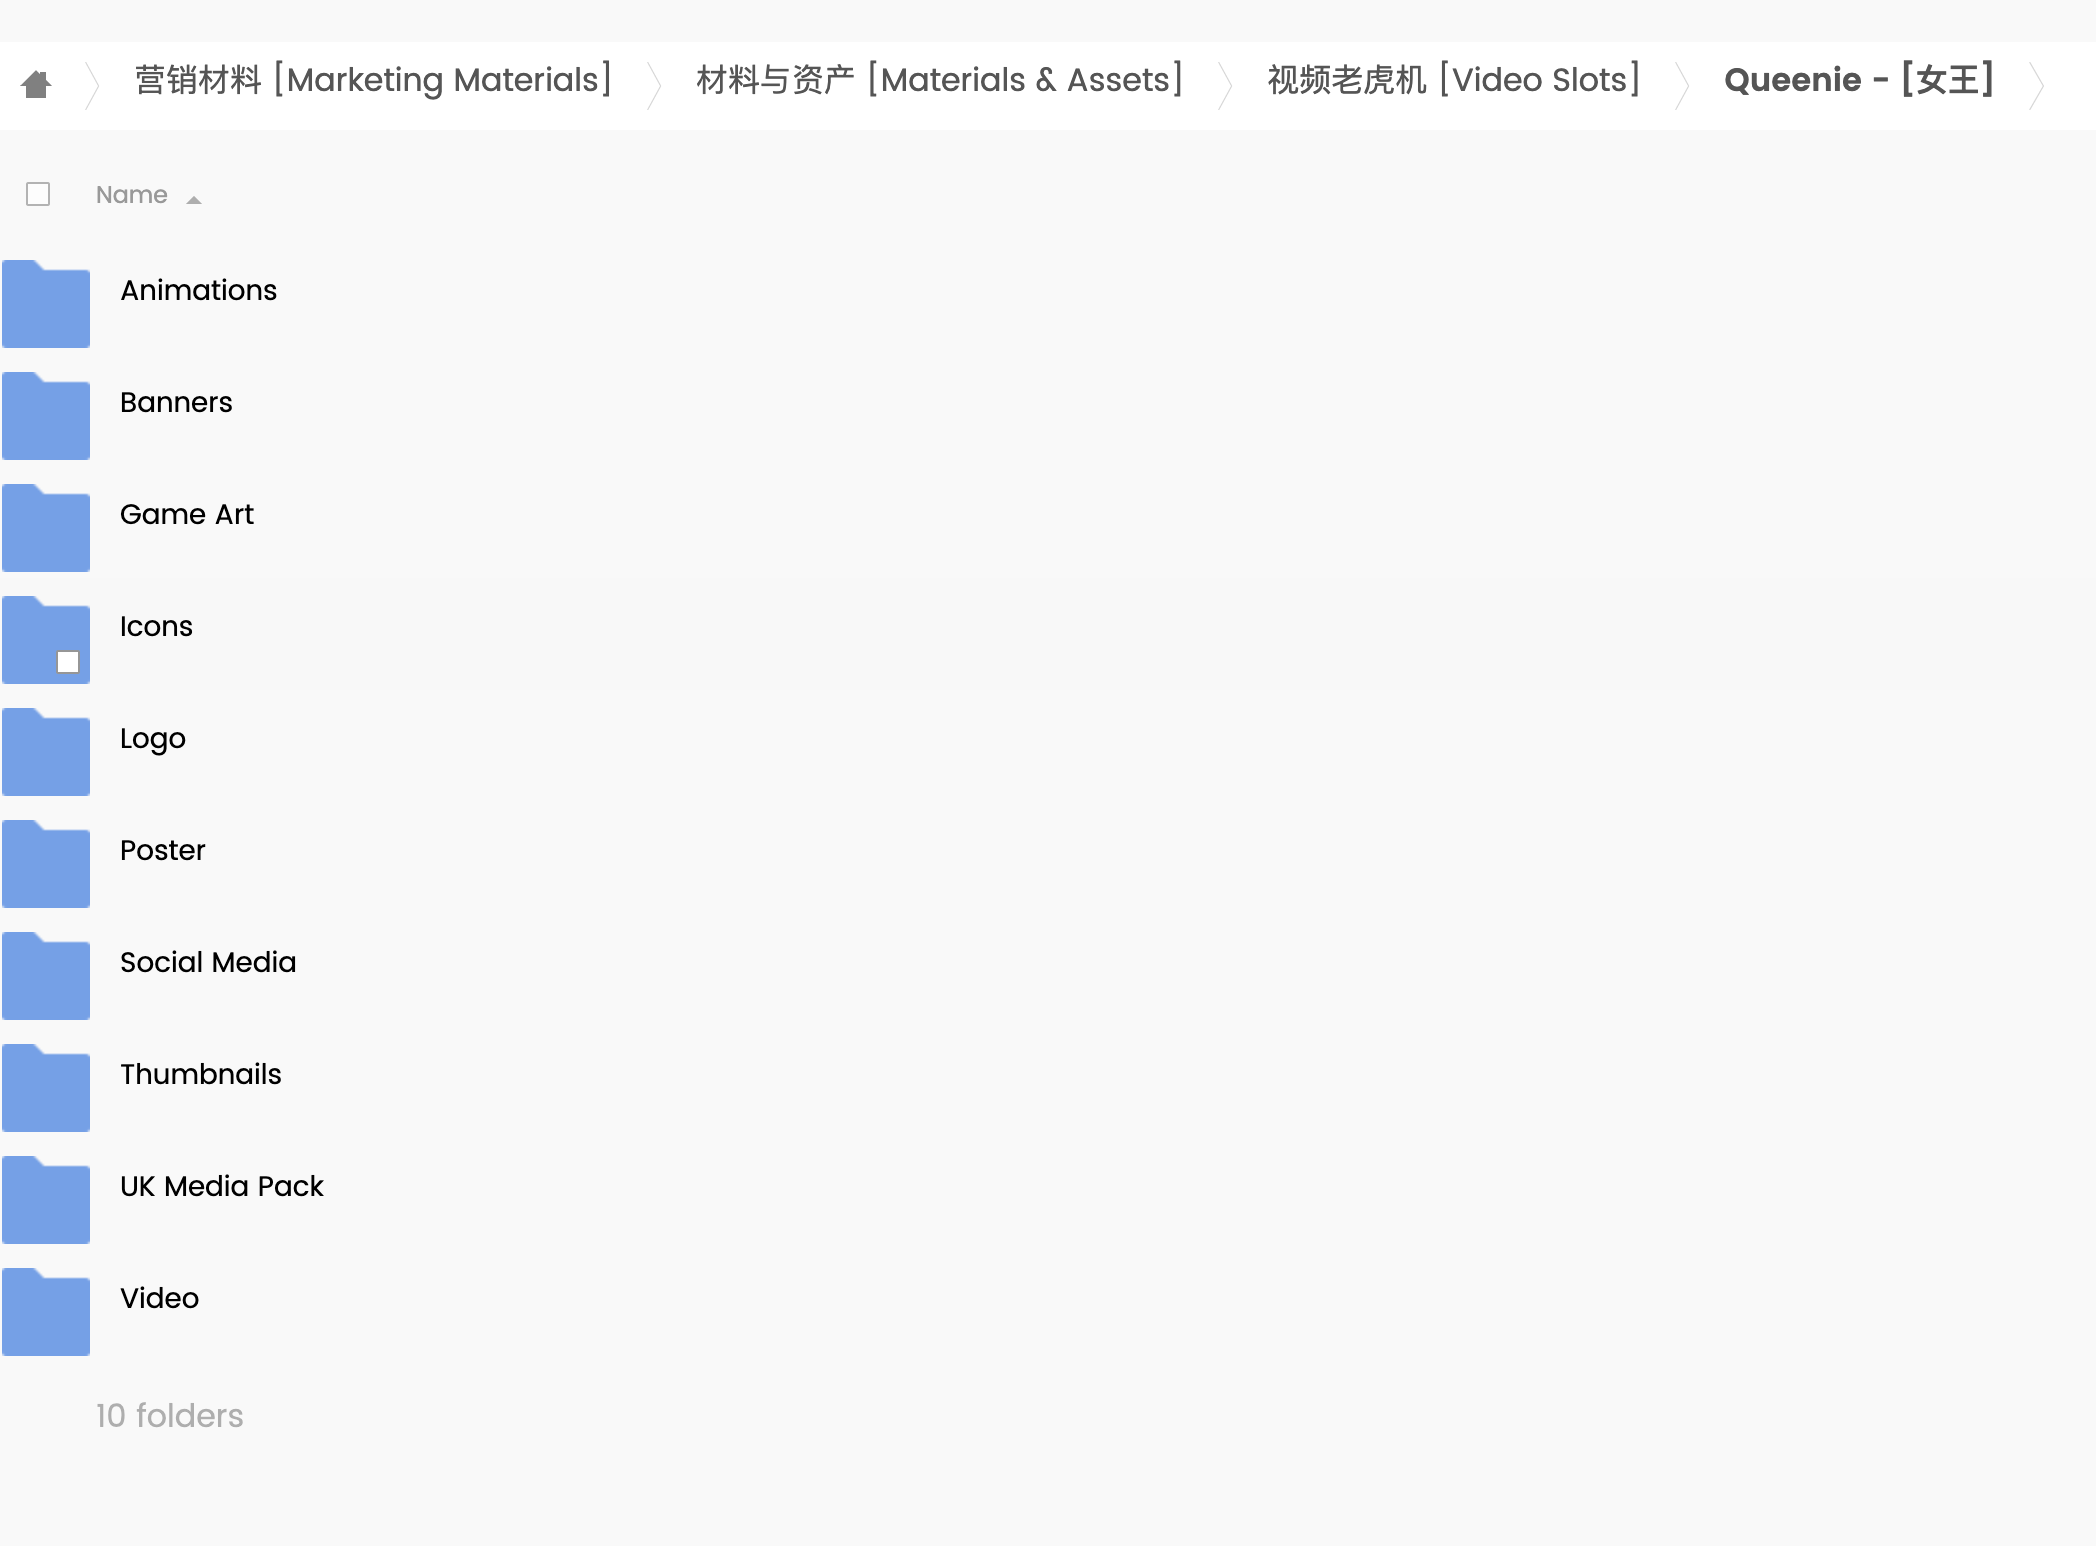 营销材料 [Marketing Materials] 材料与资产 [Materials & Assets] 视频老虎机 [Video Slots] Queenie - [女王]
Name
Animations
Banners
Game Art
Icons
Logo
Poster
Social Media
Thumbnails
UK Media Pack
Video
10 folders